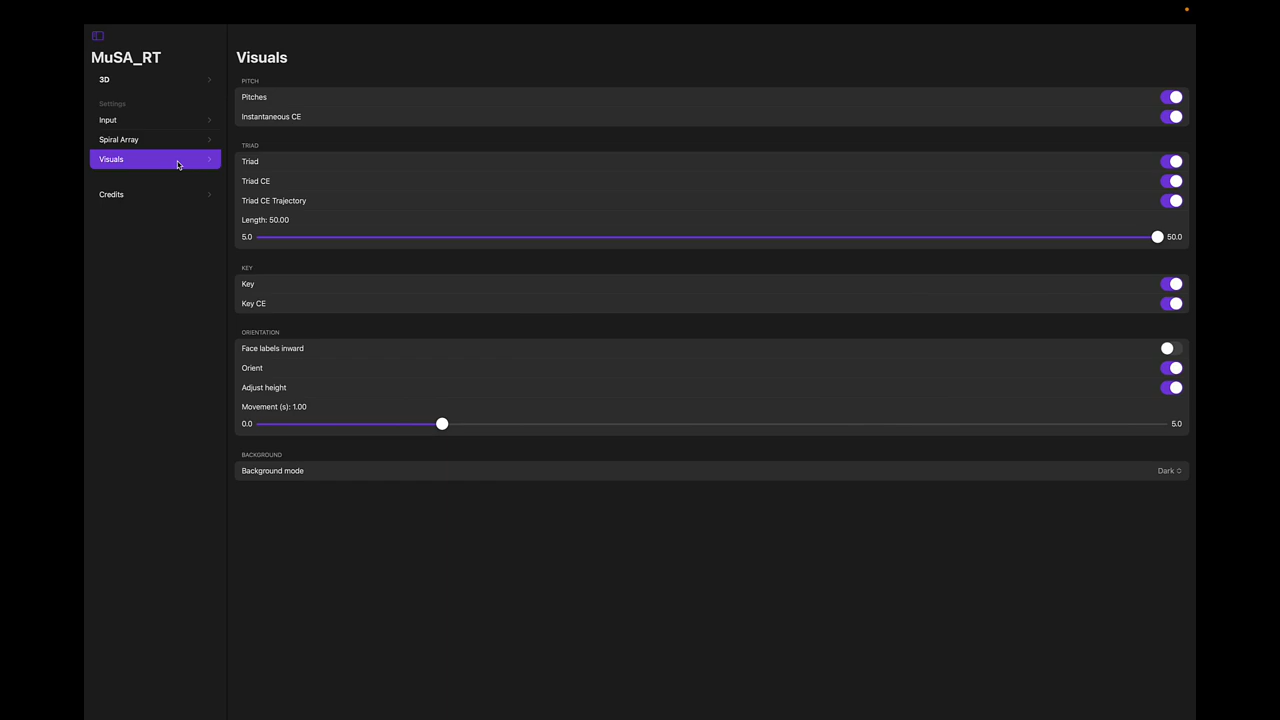 MuSA_RT
3D
Settings
Input
Spiral Array
Visuals
Credits
Visuals
PITCH
Pitches
Instantaneous CE
TRIAD
Triad
Triad CE
Triad CE Trajectory
Length: 50.00
5.0 50.0
KEY
Key
Key CE
ORIENTATION
Face labels inward
Orient
Adjust height
Movement (s): 1.00
0.0 5.0
BACKGROUND
Background mode Dark